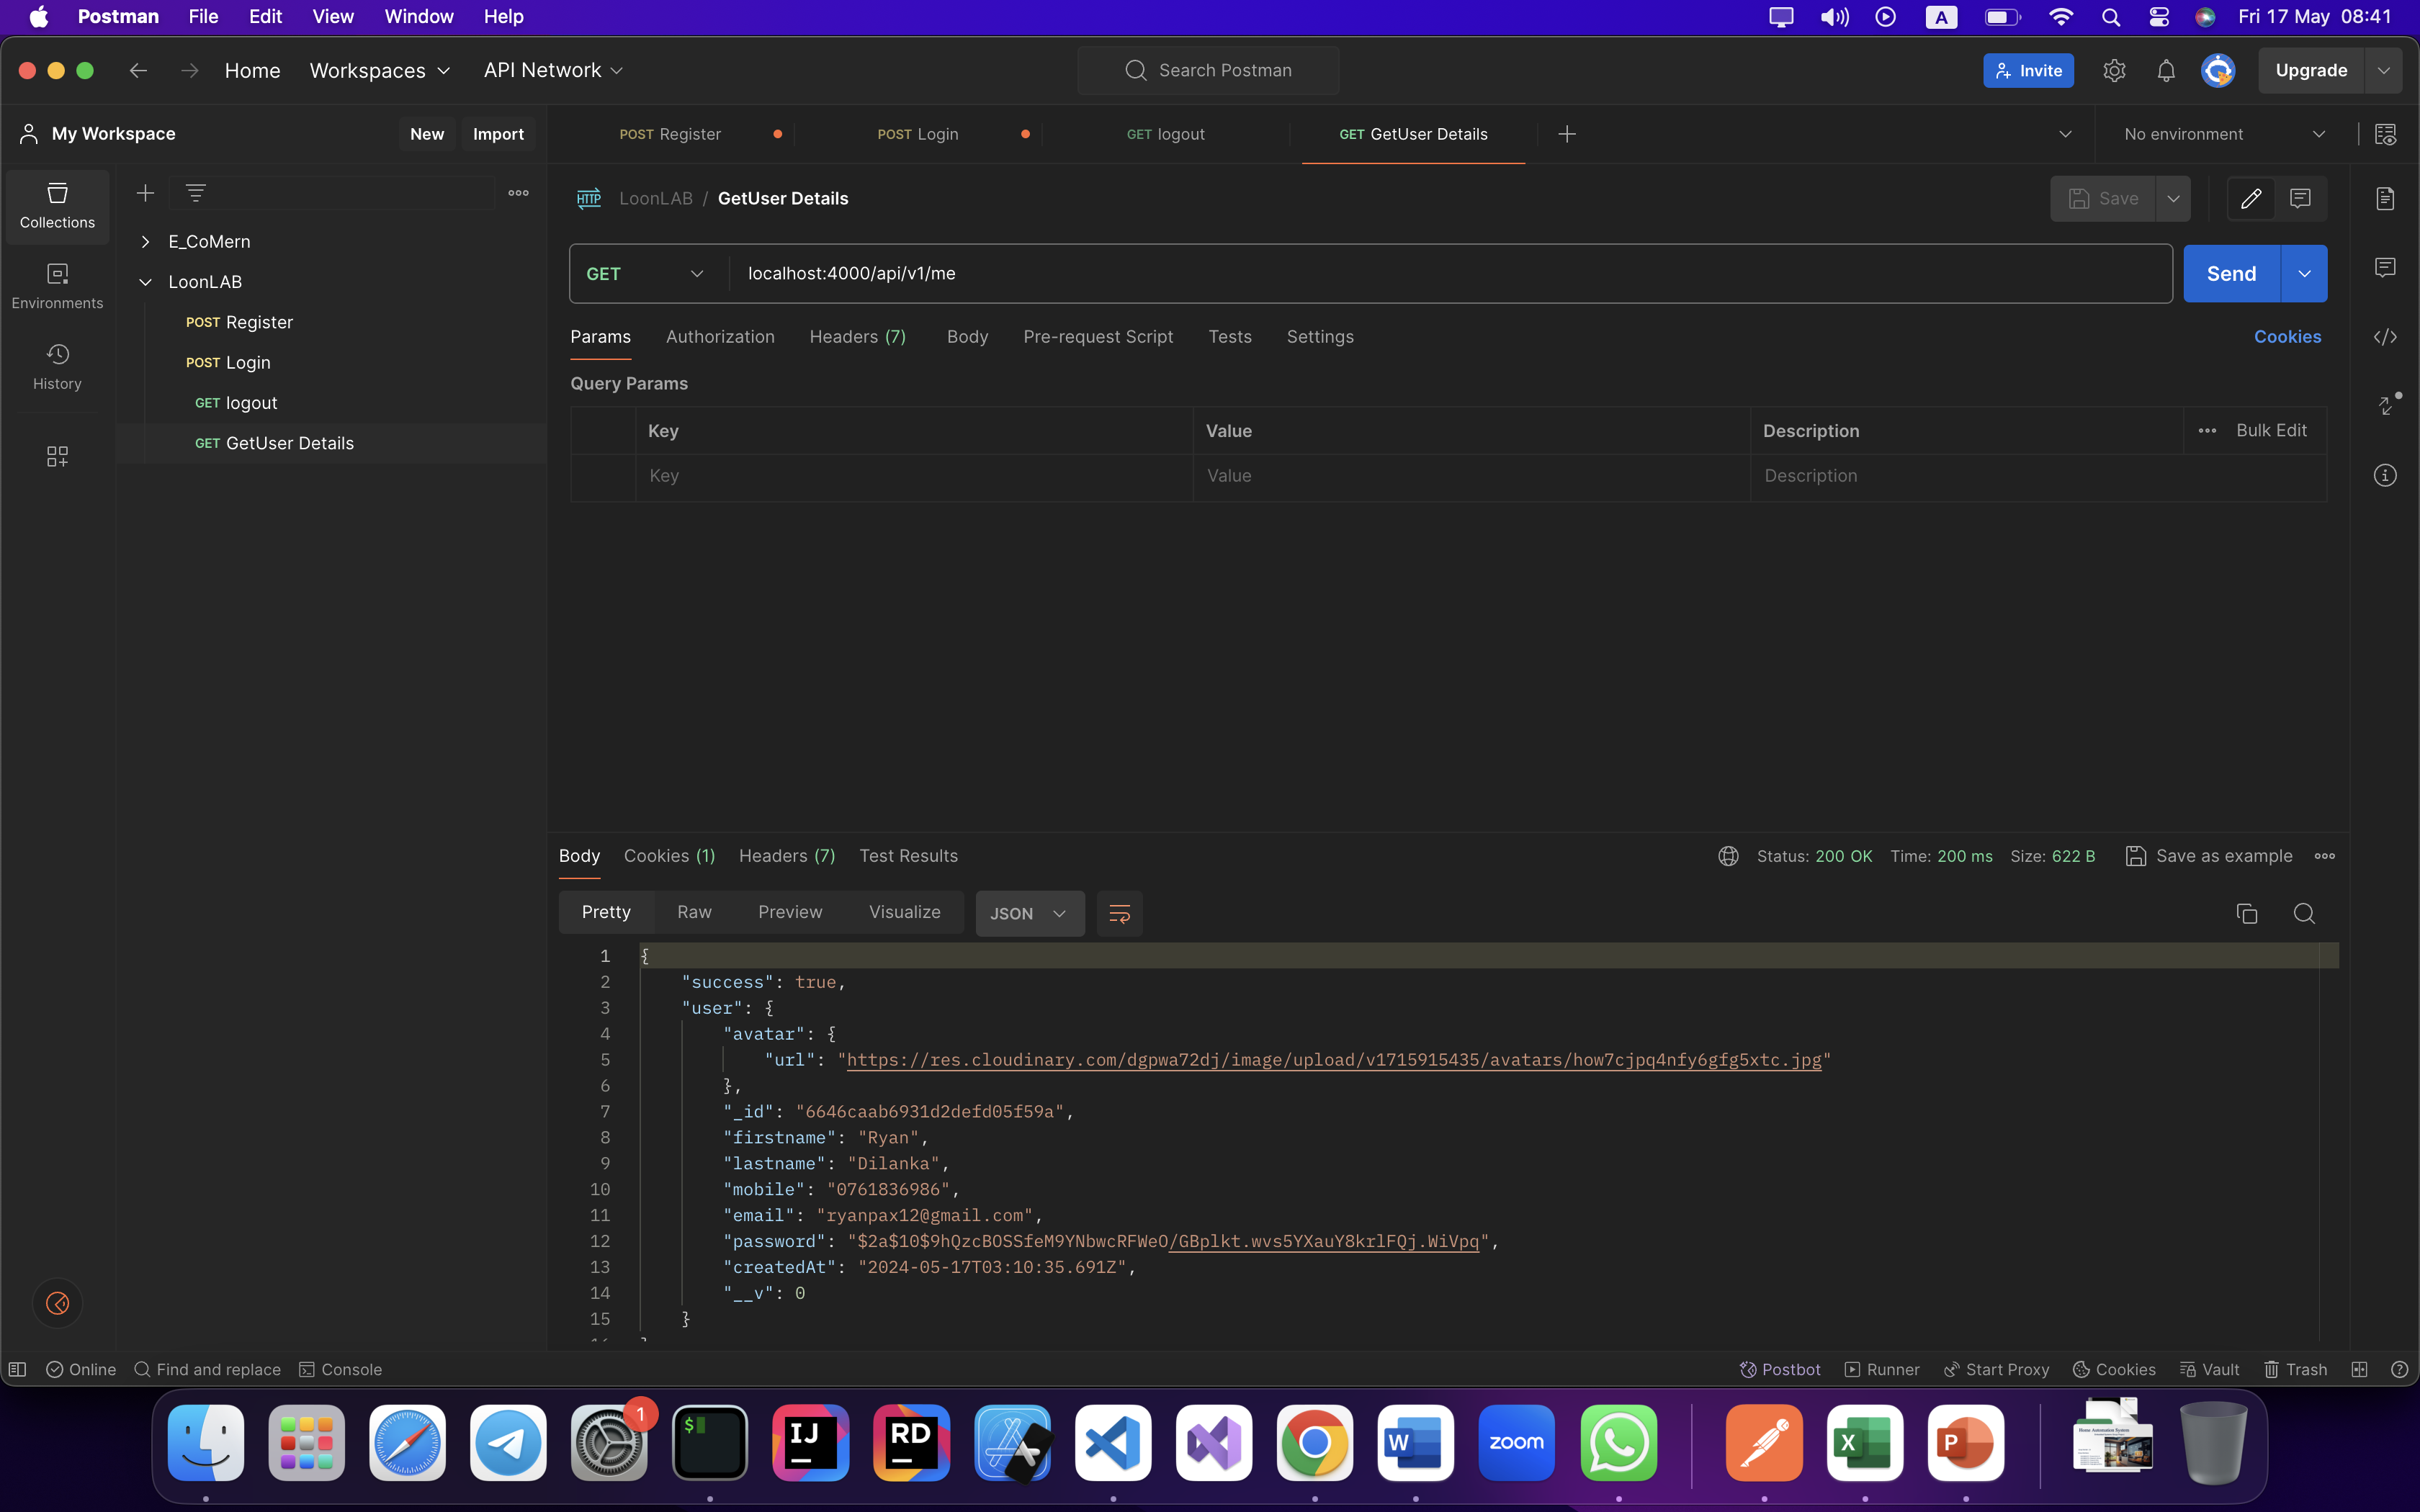 Postman File Edit View Window Help
A Fri 17 May 08:41
Home Workspaces API Network
Search Postman
Invite
Upgrade
My Workspace New Import
POST Register POST Login GET logout GET GetUser Details
No environment
Collections
Environments
History
E_CoMern
LoonLAB
POST Register
POST Login
GET logout
GET GetUser Details
HTTP LoonLAB / GetUser Details
Save
GET localhost:4000/api/v1/me
Send
Params Authorization Headers (7) Body Pre-request Script Tests Settings Cookies
Query Params
Key Value Description Bulk Edit
Key Value Description
Body Cookies (1) Headers (7) Test Results Status: 200 OK Time: 200 ms Size: 622 B Save as example
Pretty Raw Preview Visualize JSON
1 {
2 "success": true,
3 "user": {
4 "avatar": {
5 "url": "https://res.cloudinary.com/dgpwa72dj/image/upload/v1715915435/avatars/how7cjpq4nfy6gfg5xtc.jpg"
6 },
7 "_id": "6646caab6931d2defd05f59a",
8 "firstname": "Ryan",
9 "lastname": "Dilanka",
10 "mobile": "0761836986",
11 "email": "ryanpax12@gmail.com",
12 "password": "$2a$10$9hQzcBOSSfeM9YNbwcRFWeO/GBplkt.wvs5YXauY8krlFQj.WiVpq",
13 "createdAt": "2024-05-17T03:10:35.691Z",
14 "__v": 0
15 }
Online Find and replace Console
Postbot Runner Start Proxy Cookies Vault Trash
1
$
IJ
RD
W
zoom
X
P
Home Automation System